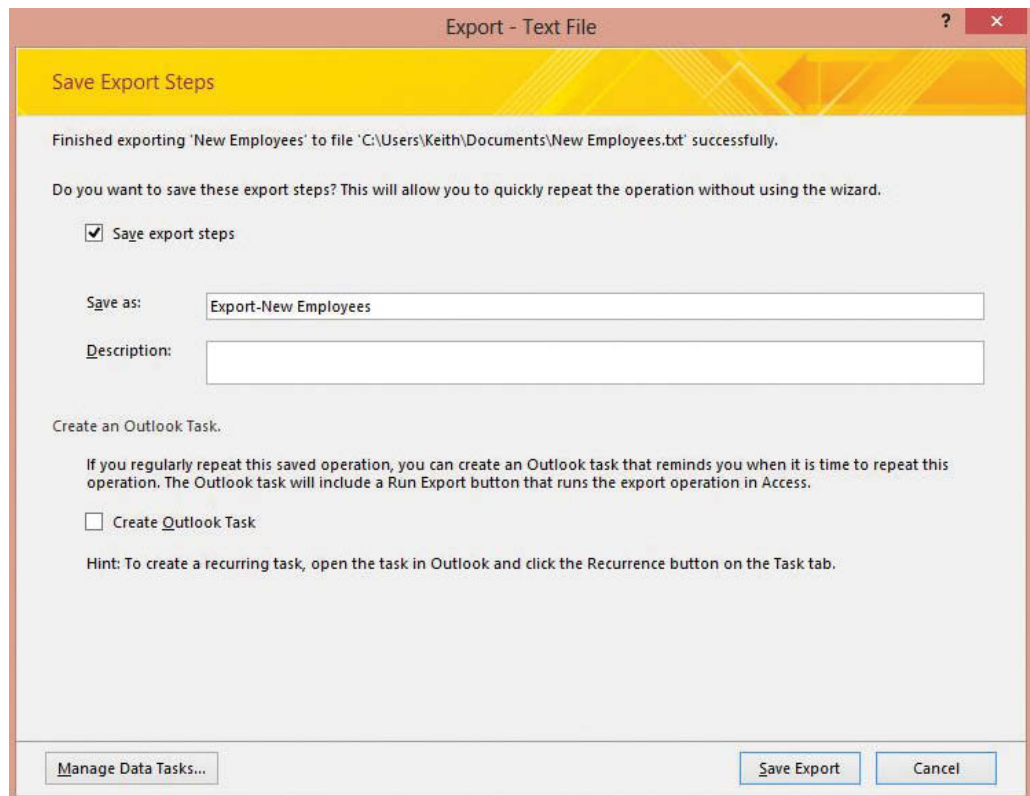 Export - Text File
?
Save Export Steps
Finished exporting 'New Employees' to file 'C:\Users\Keith\Documents\New Employees.txt' successfully.
Do you want to save these export steps? This will allow you to quickly repeat the operation without using the wizard.
Save export steps
Save as:
Export-New Employees
Description:
Create an Outlook Task.
If you regularly repeat this saved operation, you can create an Outlook task that reminds you when it is time to repeat this
operation. The Outlook task will include a Run Export button that runs the export operation in Access.
Create Outlook Task
Hint: To create a recurring task, open the task in Outlook and click the Recurrence button on the Task tab.
Manage Data Tasks...
Save Export
Cancel